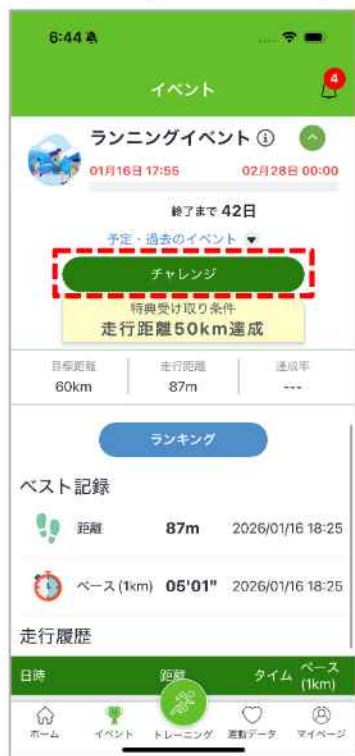 6:44
イベント
4
ランニングイベント
01月16日 17:55 02月28日 00:00
終了まで 42日
予定・過去のイベント ▼
チャレンジ
特典受け取り条件
走行距離50km達成
目標距離 走行距離 達成率
60km 87m ---
ランキング
ベスト記録
距離 87m 2026/01/16 18:25
ペース (1km) 05'01" 2026/01/16 18:25
走行履歴
日時 距離 タイム ペース
(1km)
ホーム イベント トレーニング 運動データ マイページ